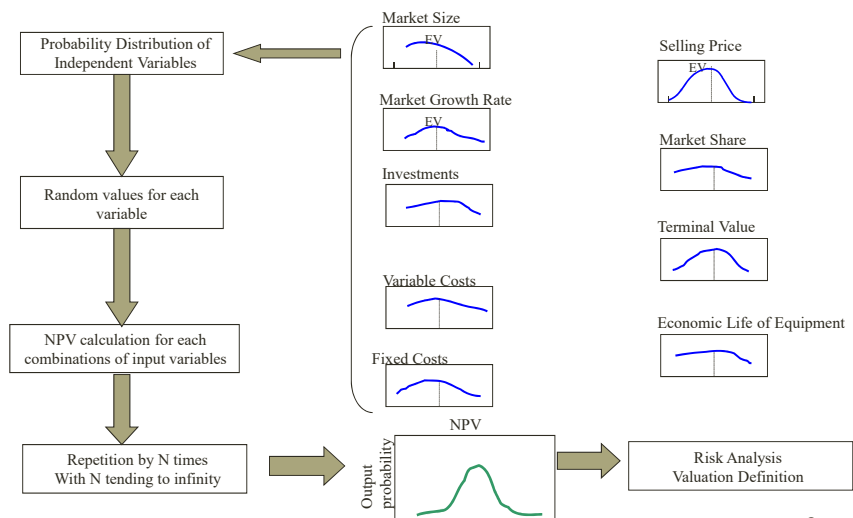 Probability Distribution of
Independent Variables
Random values for each
variable
NPV calculation for each
combinations of input variables
Repetition by N times
With N tending to infinity
Market Size
EV
Market Growth Rate
EV
Investments
Variable Costs
Fixed Costs
Selling Price
EV
Market Share
Terminal Value
Economic Life of Equipment
NPV
Output
probability
Risk Analysis
Valuation Definition